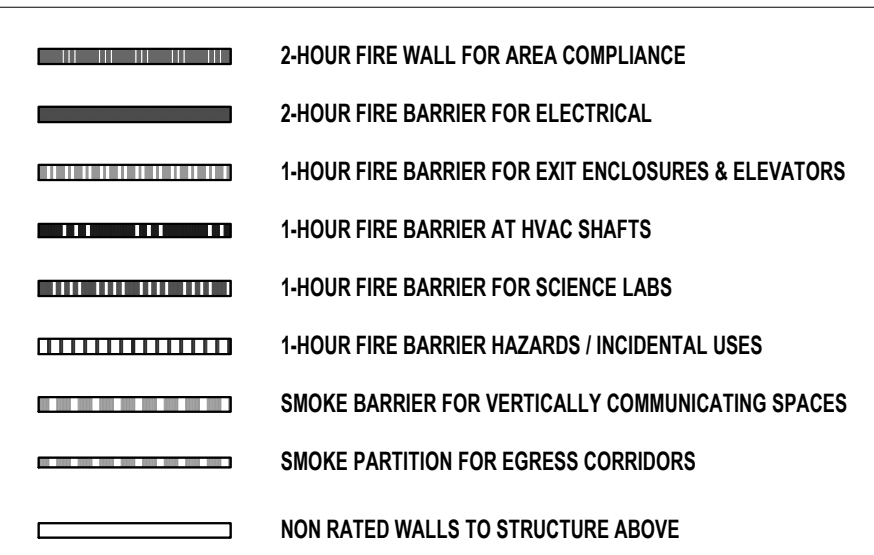 2-HOUR FIRE WALL FOR AREA COMPLIANCE
2-HOUR FIRE BARRIER FOR ELECTRICAL
1-HOUR FIRE BARRIER FOR EXIT ENCLOSURES & ELEVATORS
1-HOUR FIRE BARRIER AT HVAC SHAFTS
1-HOUR FIRE BARRIER FOR SCIENCE LABS
1-HOUR FIRE BARRIER HAZARDS / INCIDENTAL USES
SMOKE BARRIER FOR VERTICALLY COMMUNICATING SPACES
SMOKE PARTITION FOR EGRESS CORRIDORS
NON RATED WALLS TO STRUCTURE ABOVE